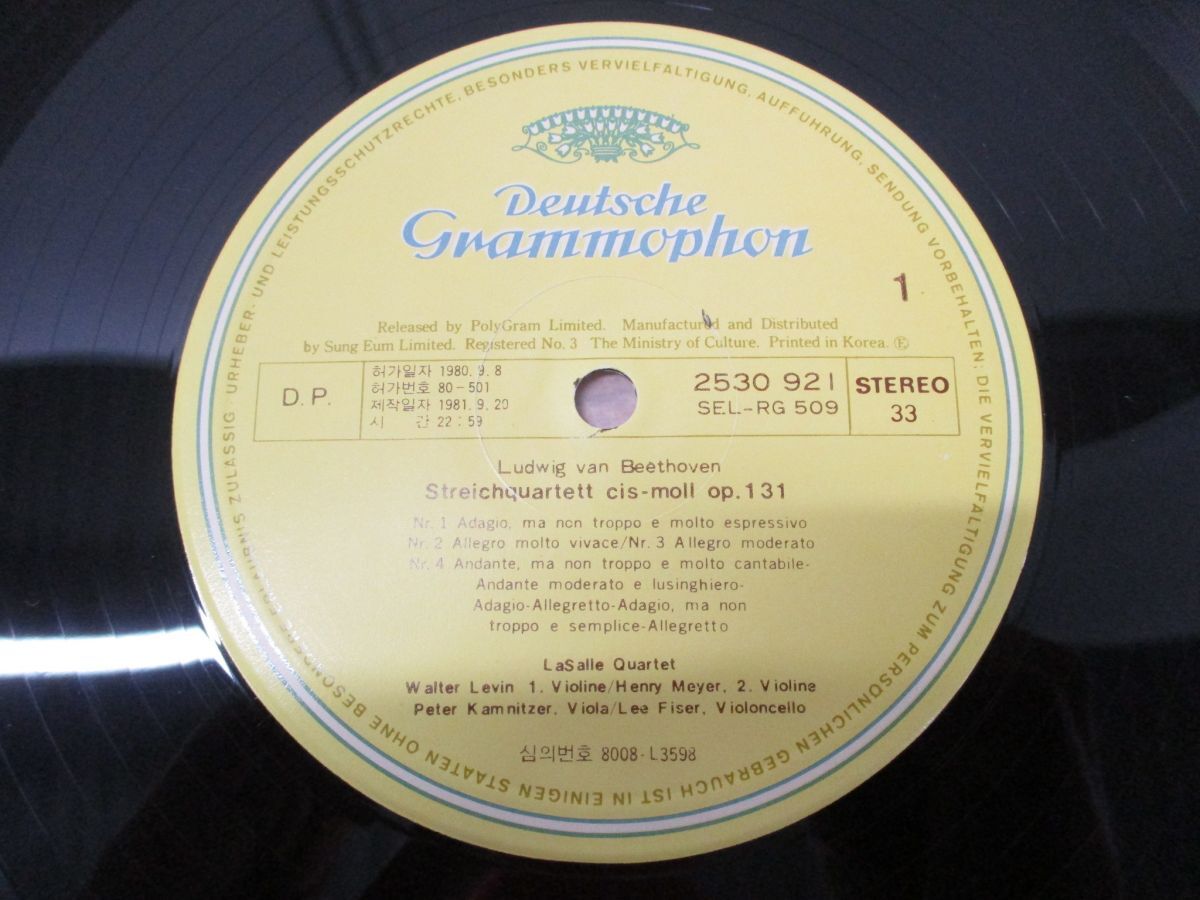 URHEBER- UND LEISTUNGSSCHUTZRECHTE, BESONDERS VERVIELFÄLTIGUNG, AUFFÜHRUNG, SENDUNG VORBEHALTEN; DIE VERVIELFÄLTIGUNG ZUM PERSÖNLICHEN GEBRAUCH IST IN EINIGEN STAATEN OHNE BESONDERE ERLAUBNIS ZULÄSSIG
Deutsche
Grammophon
1
Released by PolyGram Limited. Manufactured and Distributed
by Sung Eum Limited. Registered No. 3 The Ministry of Culture. Printed in Korea. Ⓔ
D.P.
허가일자 1980. 9. 8
허가번호 80-501
제작일자 1981. 9. 20
시 간 22:59
2530 921
SEL-RG 509
STEREO
33
Ludwig van Beethoven
Streichquartett cis-moll op.131
Nr. 1 Adagio, ma non troppo e molto espressivo
Nr. 2 Allegro molto vivace/Nr. 3 Allegro moderato
Nr. 4 Andante, ma non troppo e molto cantabile-
Andante moderato e lusinghiero-
Adagio-Allegretto-Adagio, ma non
troppo e semplice-Allegretto
LaSalle Quartet
Walter Levin 1. Violine/Henry Meyer, 2. Violine
Peter Kamnitzer, Viola/Lee Fiser, Violoncello
심의번호 8008-L3598